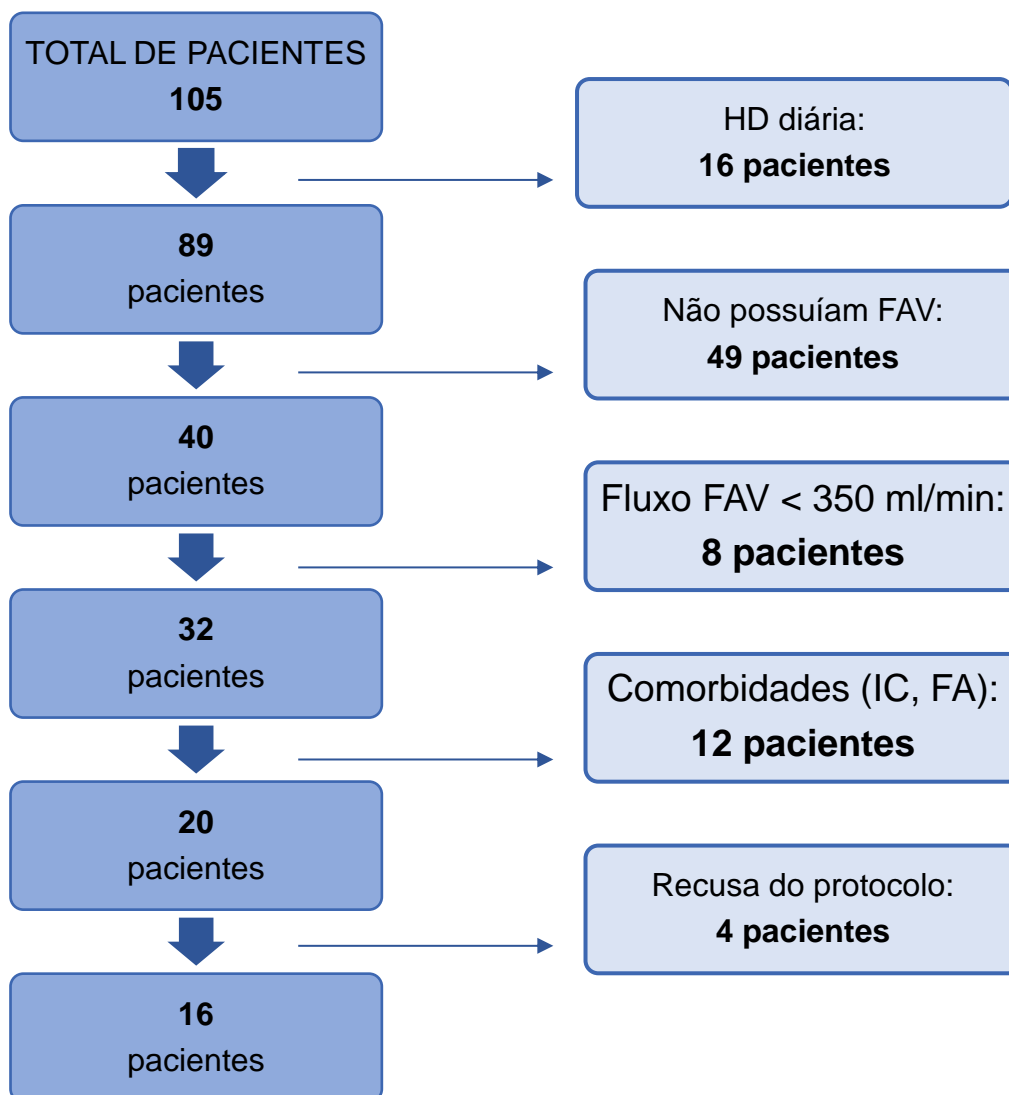 TOTAL DE PACIENTES
105
HD diária:
16 pacientes
89
pacientes
Não possuíam FAV:
49 pacientes
40
pacientes
Fluxo FAV < 350 ml/min:
8 pacientes
32
pacientes
Comorbidades (IC, FA):
12 pacientes
20
pacientes
Recusa do protocolo:
4 pacientes
16
pacientes